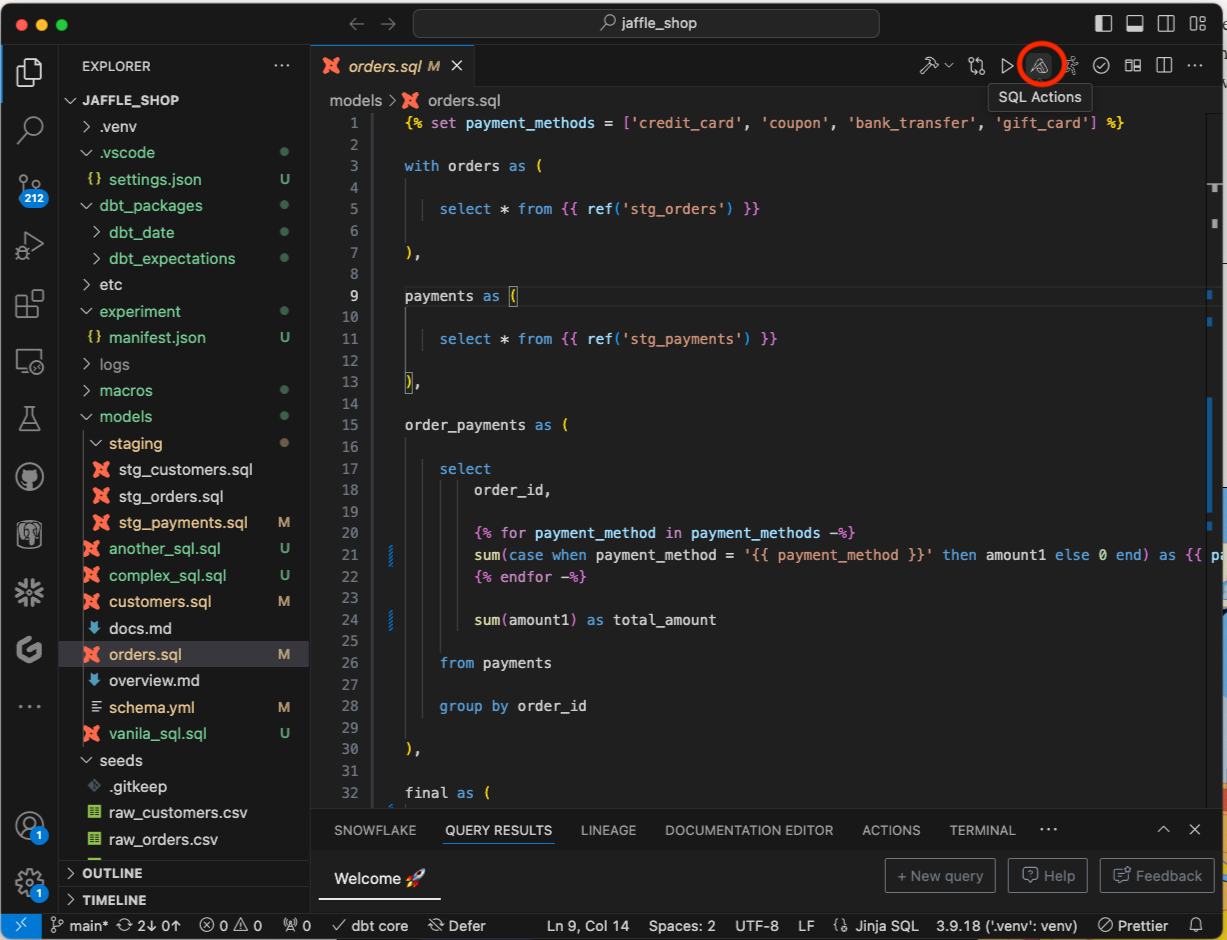 jaffle_shop
EXPLORER
JAFFLE_SHOP
.venv
.vscode
{} settings.json U
dbt_packages
dbt_date
dbt_expectations
etc
experiment
{} manifest.json U
logs
macros
models
staging
stg_customers.sql
stg_orders.sql
stg_payments.sql M
another_sql.sql U
complex_sql.sql U
customers.sql M
docs.md
orders.sql M
overview.md
schema.yml M
vanila_sql.sql U
seeds
.gitkeep
raw_customers.csv
raw_orders.csv
OUTLINE
TIMELINE
212
1
1
orders.sql M
SQL Actions
models > orders.sql
1 {% set payment_methods = ['credit_card', 'coupon', 'bank_transfer', 'gift_card'] %}
2
3 with orders as (
4
5 select * from {{ ref('stg_orders') }}
6
7 ),
8
9 payments as (
10
11 select * from {{ ref('stg_payments') }}
12
13 ),
14
15 order_payments as (
16
17 select
18 order_id,
19
20 {% for payment_method in payment_methods -%}
21 sum(case when payment_method = '{{ payment_method }}' then amount1 else 0 end) as {{ pa
22 {% endfor -%}
23
24 sum(amount1) as total_amount
25
26 from payments
27
28 group by order_id
29
30 ),
31
32 final as (
SNOWFLAKE QUERY RESULTS LINEAGE DOCUMENTATION EDITOR ACTIONS TERMINAL
Welcome 🚀
+ New query Help Feedback
main* 2↓ 0↑ 0 0 0 dbt core Defer Ln 9, Col 14 Spaces: 2 UTF-8 LF Jinja SQL 3.9.18 ('.venv': venv) Prettier